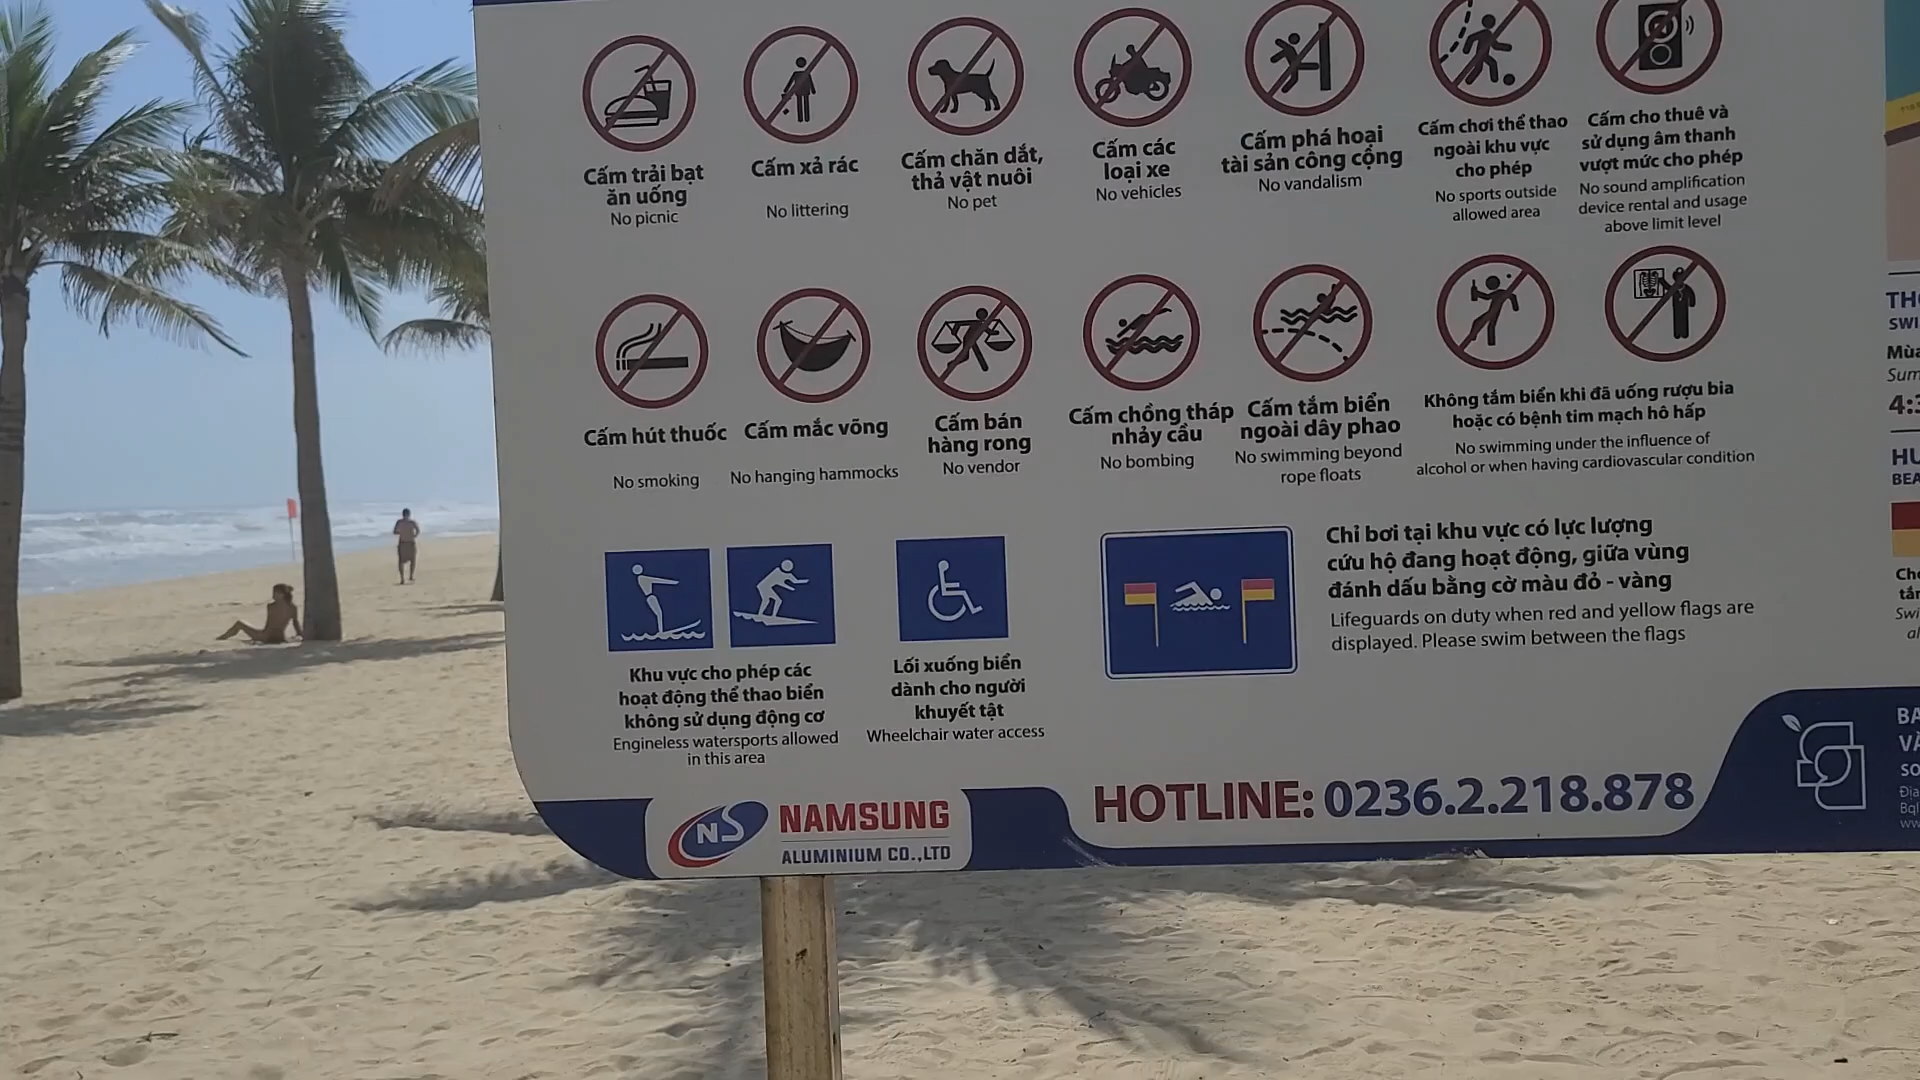 Cấm trải bạt
ăn uống
No picnic
Cấm xả rác
No littering
Cấm chăn dắt,
thả vật nuôi
No pet
Cấm các
loại xe
No vehicles
Cấm phá hoại
tài sản công cộng
No vandalism
Cấm chơi thể thao
ngoài khu vực
cho phép
No sports outside
allowed area
Cấm cho thuê và
sử dụng âm thanh
vượt mức cho phép
No sound amplification
device rental and usage
above limit level
Cấm hút thuốc
No smoking
Cấm mắc võng
No hanging hammocks
Cấm bán
hàng rong
No vendor
Cấm chồng tháp
nhảy cầu
No bombing
Cấm tắm biển
ngoài dây phao
No swimming beyond
rope floats
Không tắm biển khi đã uống rượu bia
hoặc có bệnh tim mạch hô hấp
No swimming under the influence of
alcohol or when having cardiovascular condition
Khu vực cho phép các
hoạt động thể thao biển
không sử dụng động cơ
Engineless watersports allowed
in this area
Lối xuống biển
dành cho người
khuyết tật
Wheelchair water access
Chỉ bơi tại khu vực có lực lượng
cứu hộ đang hoạt động, giữa vùng
đánh dấu bằng cờ màu đỏ - vàng
Lifeguards on duty when red and yellow flags are
displayed. Please swim between the flags
NS NAMSUNG
ALUMINIUM CO.,LTD
HOTLINE: 0236.2.218.878